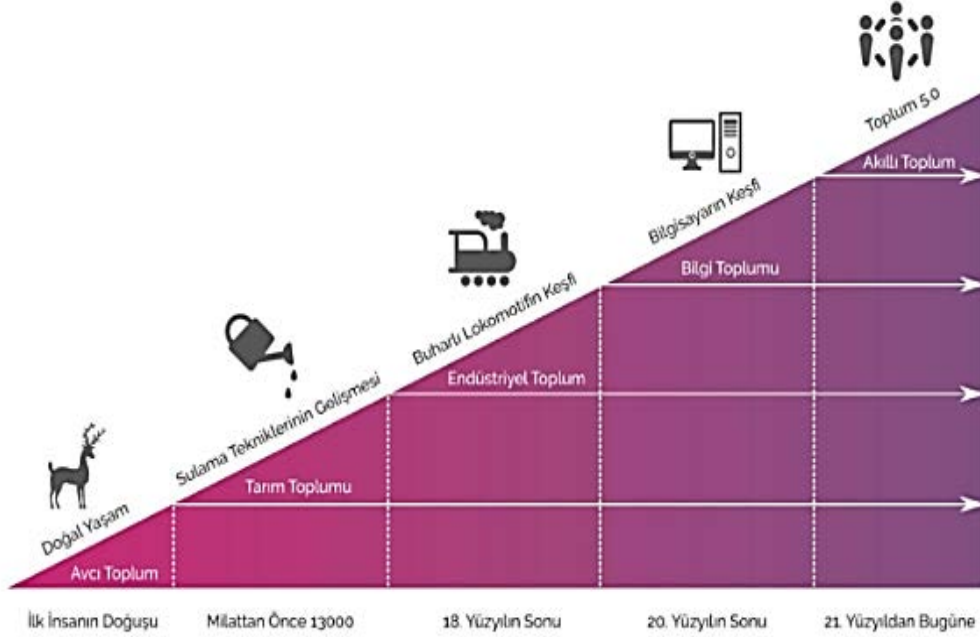 Toplum 5.0
Akıllı Toplum
Bilgisayarın Keşfi
Bilgi Toplumu
Buharlı Lokomotifin Keşfi
Endüstriyel Toplum
Sulama Tekniklerinin Gelişmesi
Tarım Toplumu
Doğal Yaşam
Avcı Toplum
İlk İnsanın Doğuşu
Milattan Önce 13000
18. Yüzyılın Sonu
20. Yüzyılın Sonu
21. Yüzyıldan Bugüne